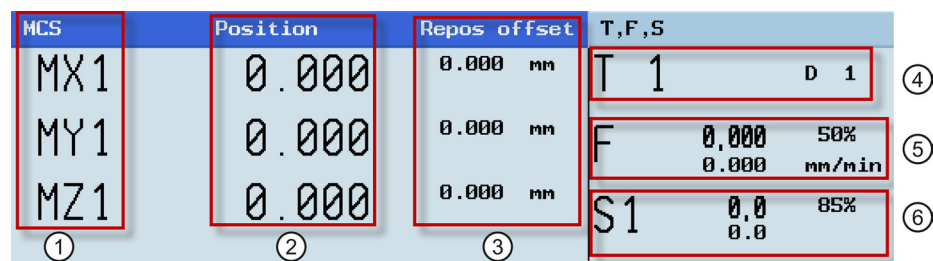 MCS Position Repos offset T,F,S
MX1 0.000 0.000 mm T 1 D 1 4
MY1 0.000 0.000 mm F 0.000 50% 5
0.000 mm/min
MZ1 0.000 0.000 mm S1 0.0 85% 6
0.0
1 2 3